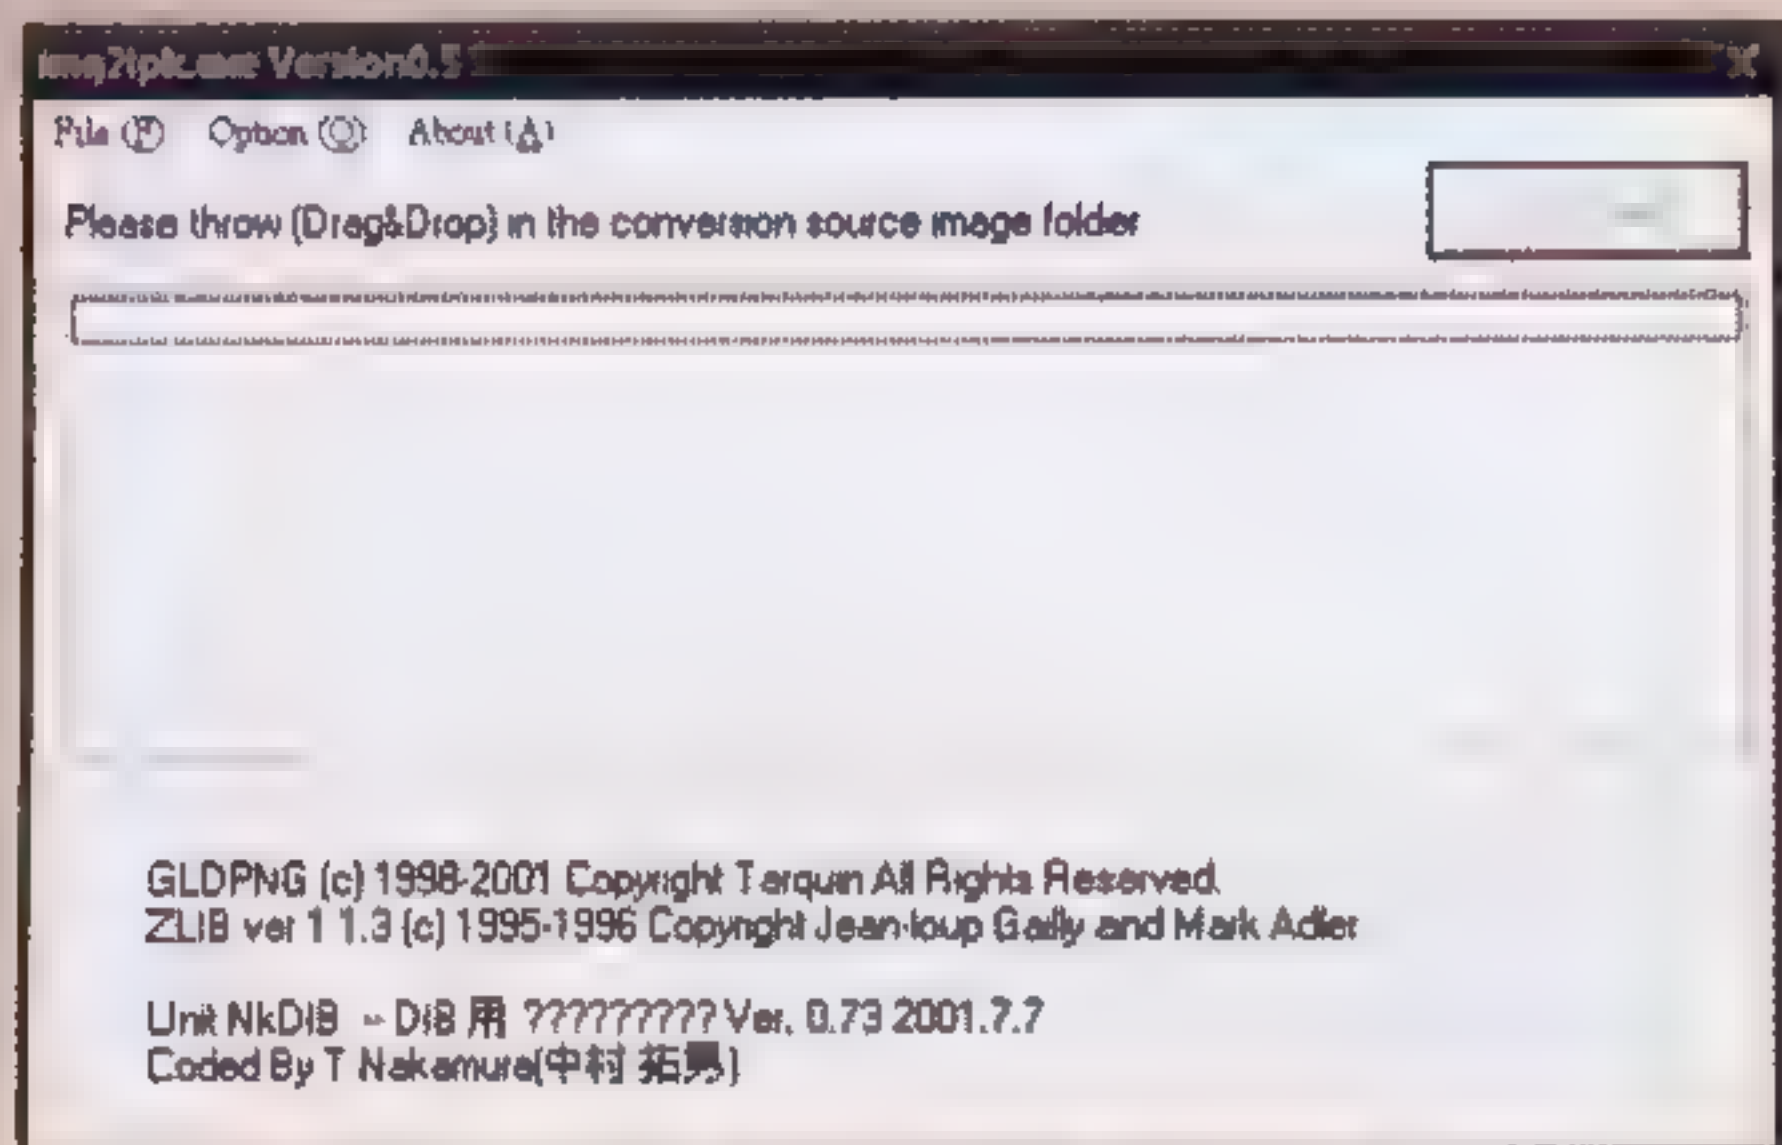 Version0.5
File (F) Option (O) About (A)
Please throw (Drag&Drop) in the conversion source image folder
GLDPNG (c) 1998-2001 Copyright Tarquin All Rights Reserved.
ZLIB ver 1.1.3 (c) 1995-1996 Copyright Jean-loup Gailly and Mark Adler
Unit NkDIB -- DIB 用 ????????? Ver. 0.73 2001.7.7
Coded By T.Nakamura(中村 拓男)